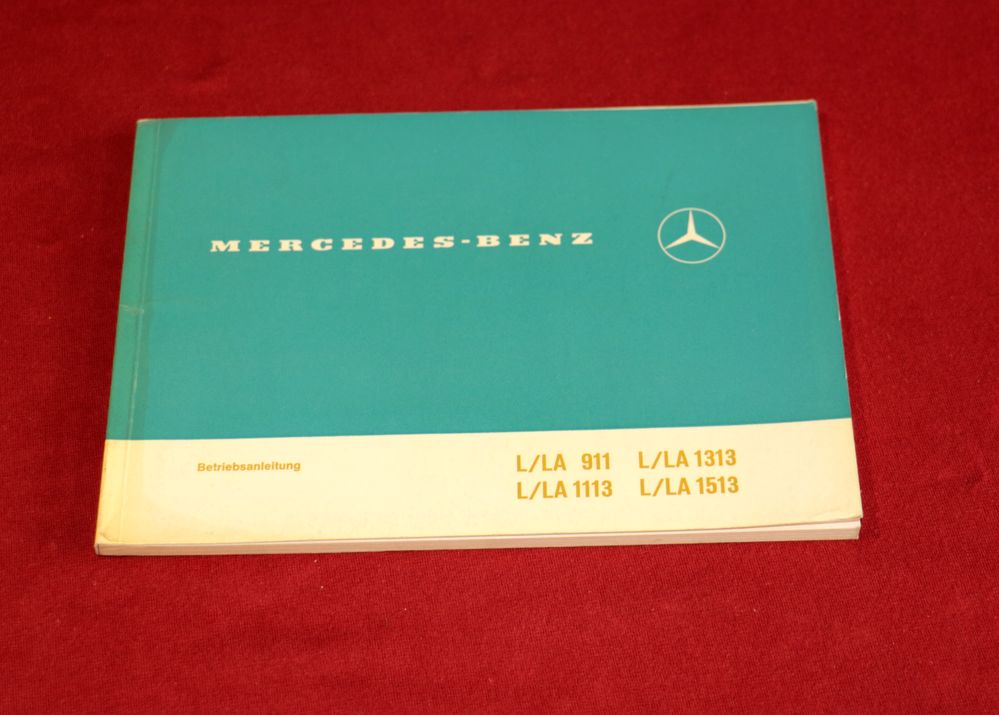 MERCEDES-BENZ
Betriebsanleitung
L/LA 911 L/LA 1313
L/LA 1113 L/LA 1513